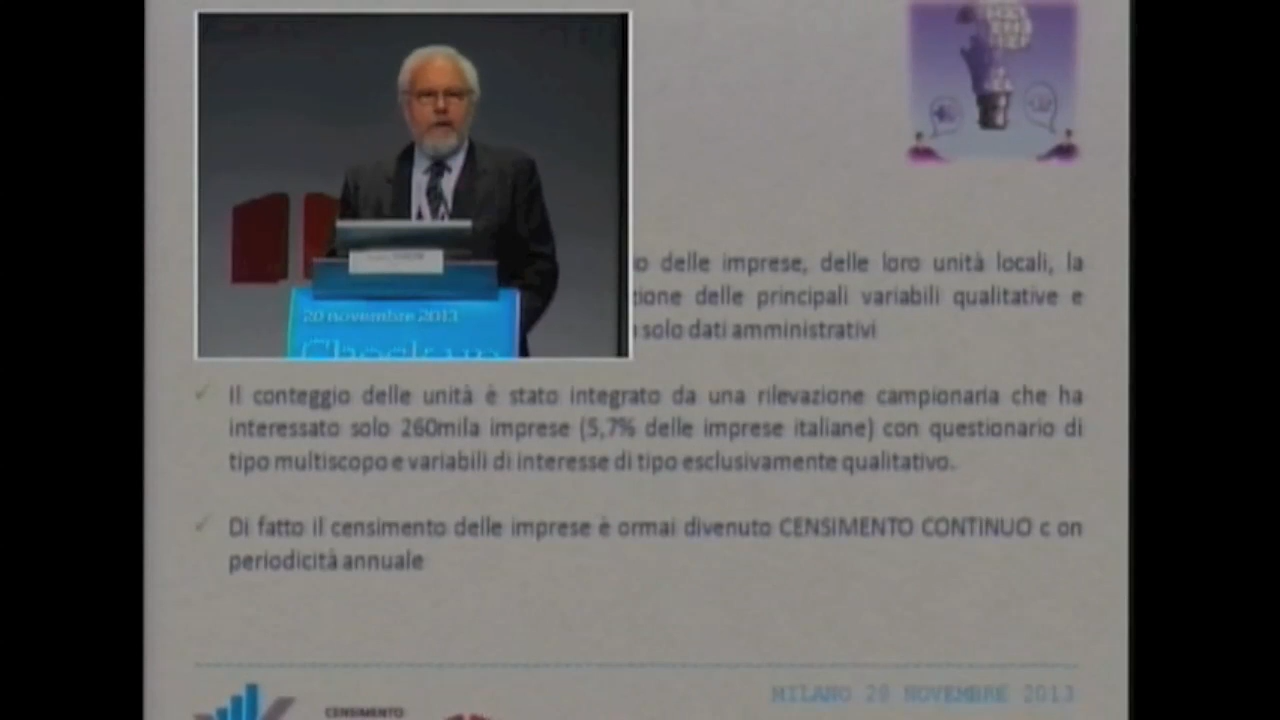 20 novembre 2013
Checkup
delle imprese, delle loro unità locali, la
zione delle principali variabili qualitative e
solo dati amministrativi
✓ Il conteggio delle unità è stato integrato da una rilevazione campionaria che ha
interessato solo 260mila imprese (5,7% delle imprese italiane) con questionario di
tipo multiscopo e variabili di interesse di tipo esclusivamente qualitativo.
✓ Di fatto il censimento delle imprese è ormai divenuto CENSIMENTO CONTINUO c on
periodicità annuale
MILANO 20 NOVEMBRE 2013
CENSIMENTO